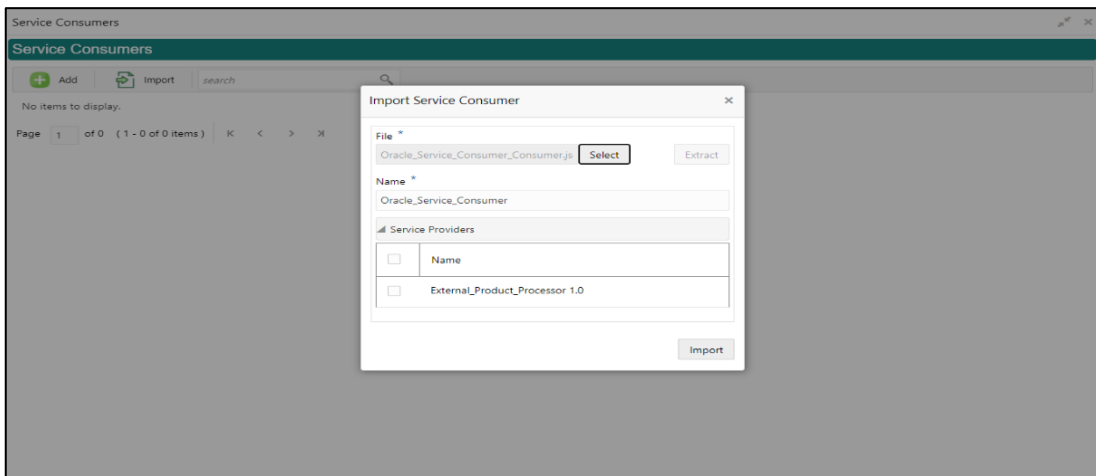 Service Consumers
Service Consumers
Add Import search
No items to display.
Page 1 of 0 (1 - 0 of 0 items)
Import Service Consumer
File *
Oracle_Service_Consumer_Consumer.js Select Extract
Name *
Oracle_Service_Consumer
Service Providers
Name
External_Product_Processor 1.0
Import